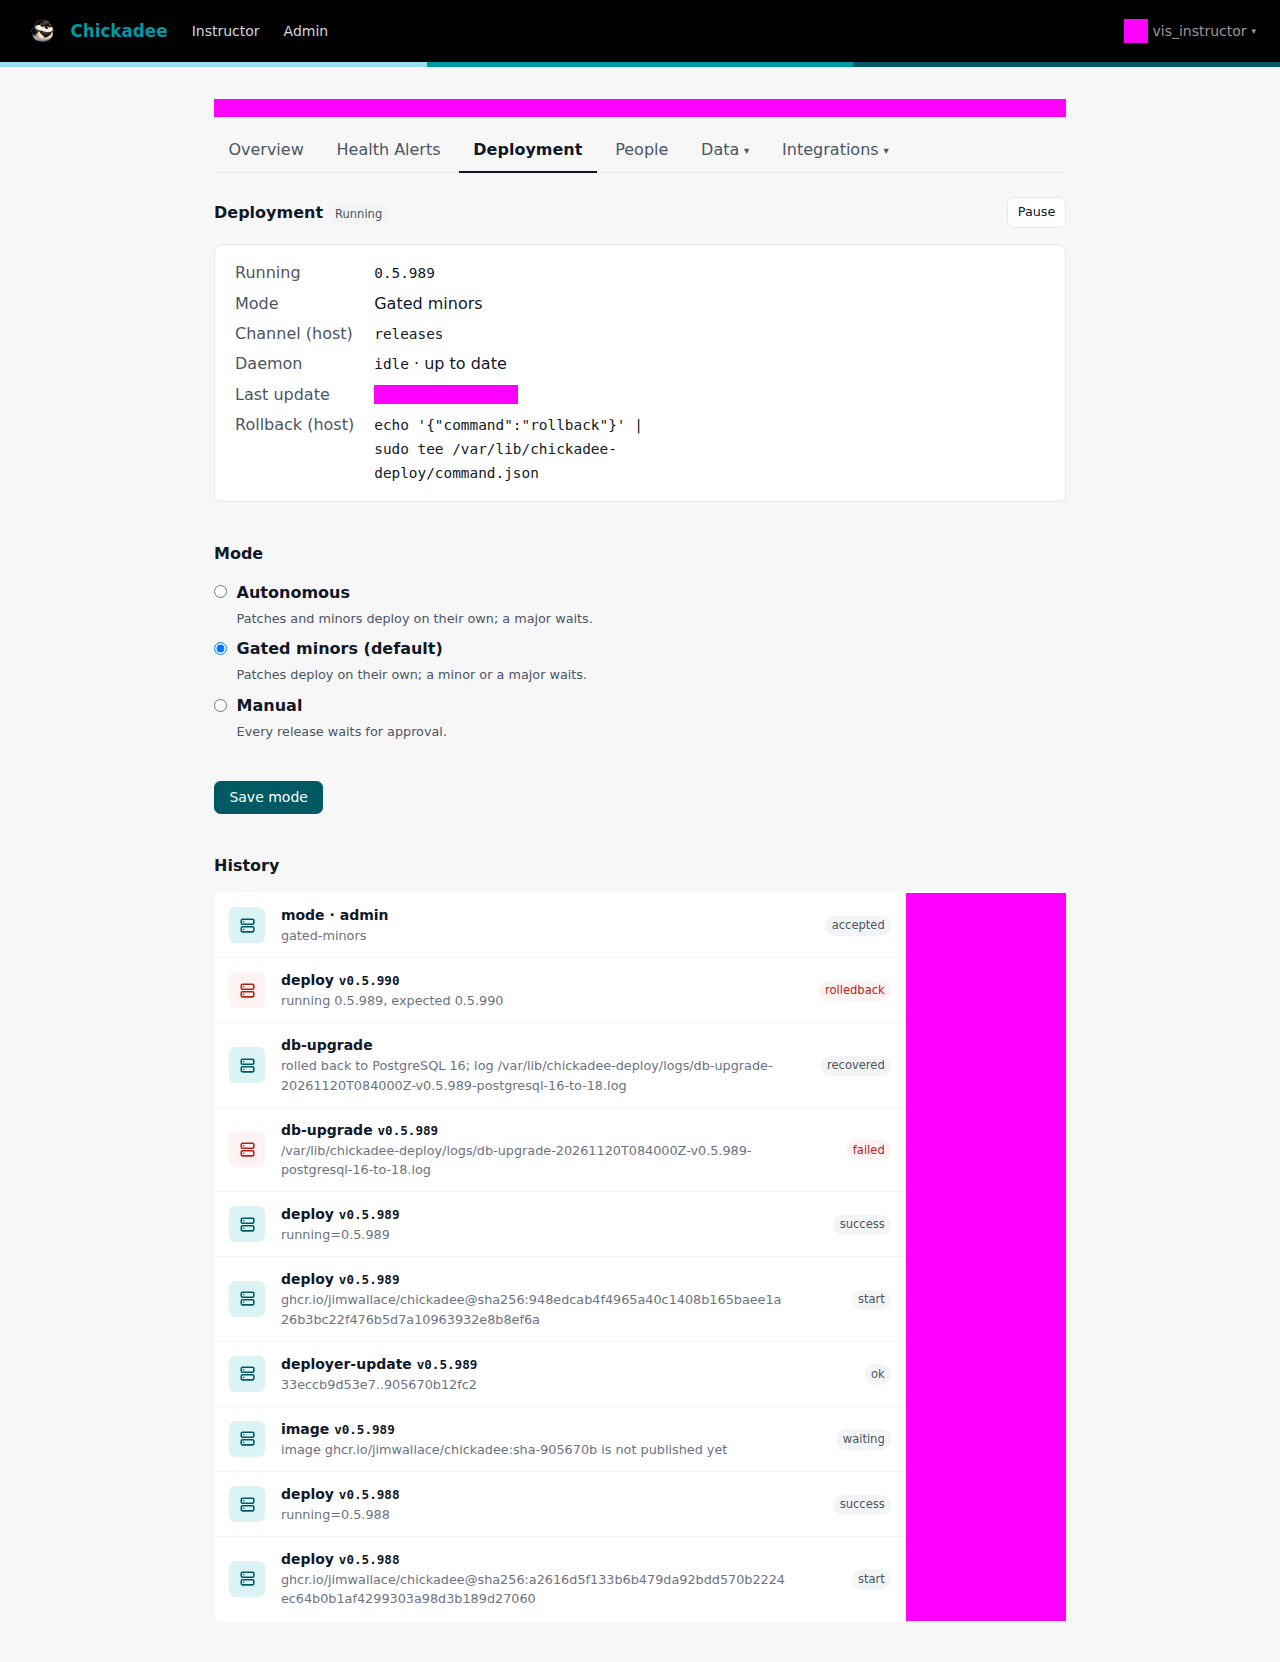 Chickadee Instructor Admin vis_instructor ▾
Overview Health Alerts Deployment People Data ▾ Integrations ▾
Deployment Running Pause
Running 0.5.989
Mode Gated minors
Channel (host) releases
Daemon idle · up to date
Last update
Rollback (host) echo '{"command":"rollback"}' |
sudo tee /var/lib/chickadee-
deploy/command.json
Mode
Autonomous
Patches and minors deploy on their own; a major waits.
Gated minors (default)
Patches deploy on their own; a minor or a major waits.
Manual
Every release waits for approval.
Save mode
History
mode · admin
gated-minors
accepted
deploy v0.5.990
running 0.5.989, expected 0.5.990
rolledback
db-upgrade
rolled back to PostgreSQL 16; log /var/lib/chickadee-deploy/logs/db-upgrade-
20261120T084000Z-v0.5.989-postgresql-16-to-18.log
recovered
db-upgrade v0.5.989
/var/lib/chickadee-deploy/logs/db-upgrade-20261120T084000Z-v0.5.989-
postgresql-16-to-18.log
failed
deploy v0.5.989
running=0.5.989
success
deploy v0.5.989
ghcr.io/jimwallace/chickadee@sha256:948edcab4f4965a40c1408b165baee1a
26b3bc22f476b5d7a10963932e8b8ef6a
start
deployer-update v0.5.989
33eccb9d53e7..905670b12fc2
ok
image v0.5.989
image ghcr.io/jimwallace/chickadee:sha-905670b is not published yet
waiting
deploy v0.5.988
running=0.5.988
success
deploy v0.5.988
ghcr.io/jimwallace/chickadee@sha256:a2616d5f133b6b479da92bdd570b2224
ec64b0b1af4299303a98d3b189d27060
start